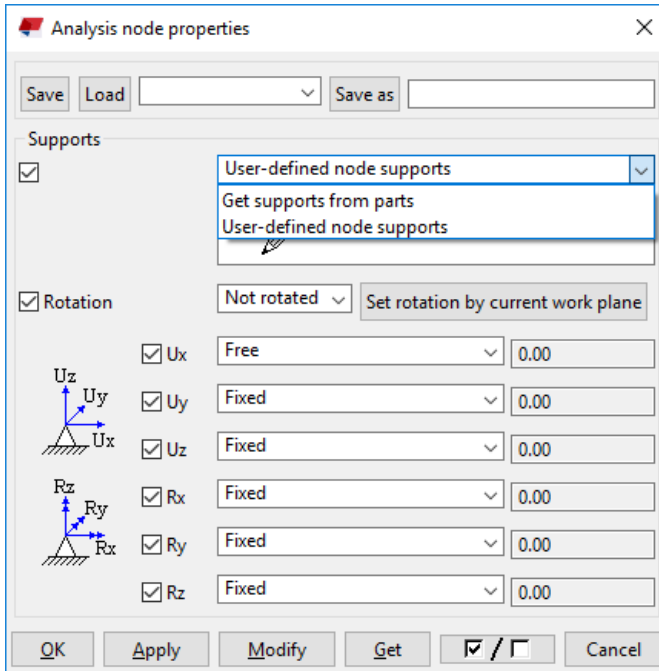 Analysis node properties
Save Load Save as
Supports
User-defined node supports
Get supports from parts
User-defined node supports
Rotation Not rotated Set rotation by current work plane
Ux Free 0.00
Uy Fixed 0.00
Uz Fixed 0.00
Uz
Uy
Ux
Rx Fixed 0.00
Ry Fixed 0.00
Rz Fixed 0.00
Rz
Ry
Rx
OK Apply Modify Get / Cancel